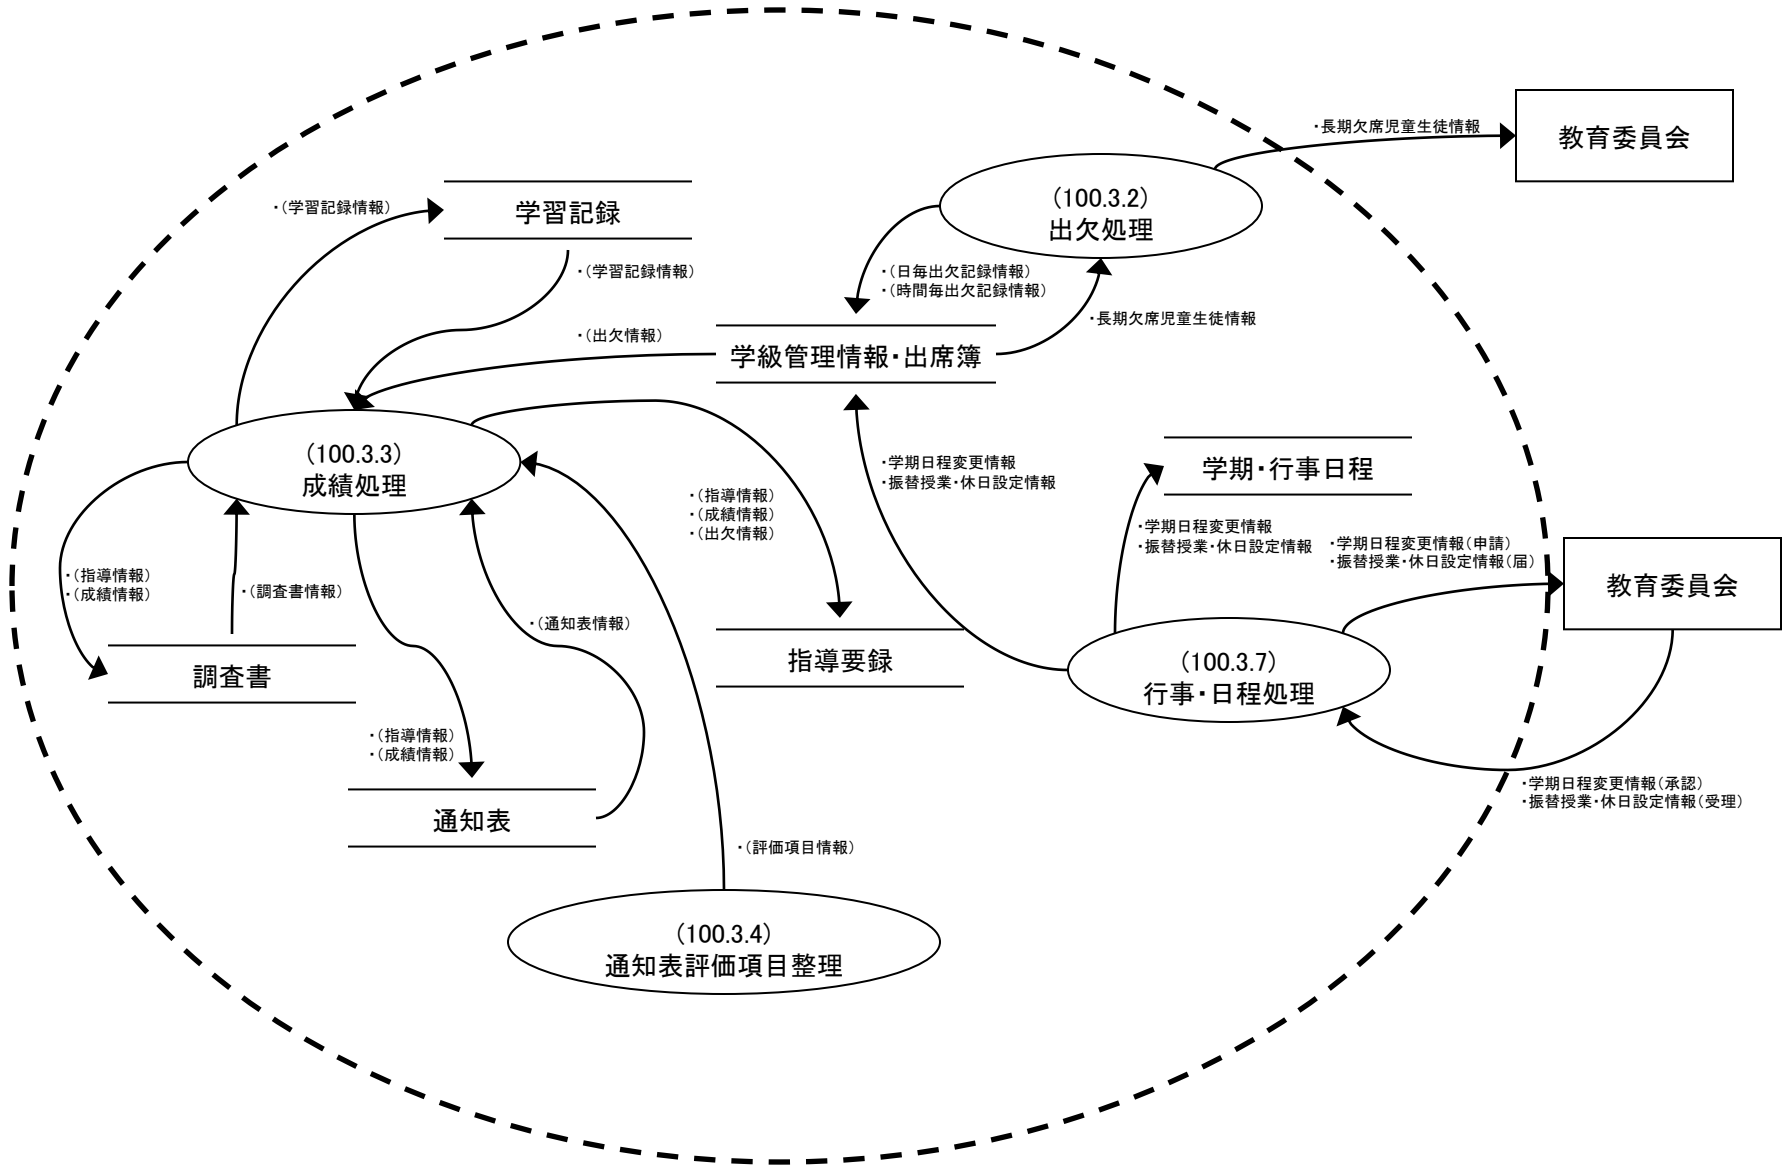 ・長期欠席児童生徒情報
教育委員会
(100.3.2)
出欠処理
・(学習記録情報)
学習記録
・(学習記録情報)
・(日毎出欠記録情報)
・(時間毎出欠記録情報)
・長期欠席児童生徒情報
・(出欠情報)
学級管理情報・出席簿
(100.3.3)
成績処理
・学期日程変更情報
・振替授業・休日設定情報
学期・行事日程
・(指導情報)
・(成績情報)
・(出欠情報)
・学期日程変更情報
・振替授業・休日設定情報
・学期日程変更情報(申請)
・振替授業・休日設定情報(届)
教育委員会
・(指導情報)
・(成績情報)
・(調査書情報)
・(通知表情報)
調査書
指導要録
(100.3.7)
行事・日程処理
・(指導情報)
・(成績情報)
・学期日程変更情報(承認)
・振替授業・休日設定情報(受理)
通知表
・(評価項目情報)
(100.3.4)
通知表評価項目整理